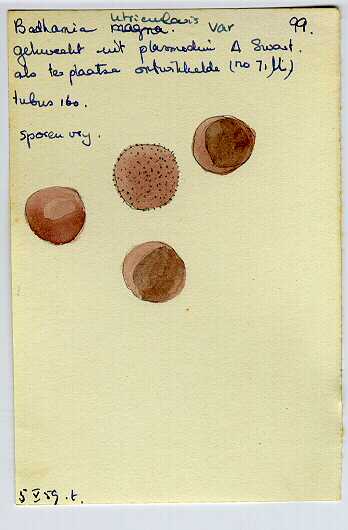 utricularis
Badhania magna. Var 99.
gekweekt uit plasmodium A Swart.
als ter plaatse ontwikkelde (no 71,
tubus 160.
sporen vrij.
5 V 59. t.